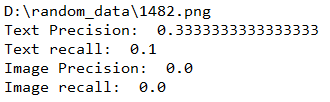 D:\random_data\1482.png
Text Precision:  0.3333333333333333
Text recall:  0.1
Image Precision:  0.0
Image recall:  0.0